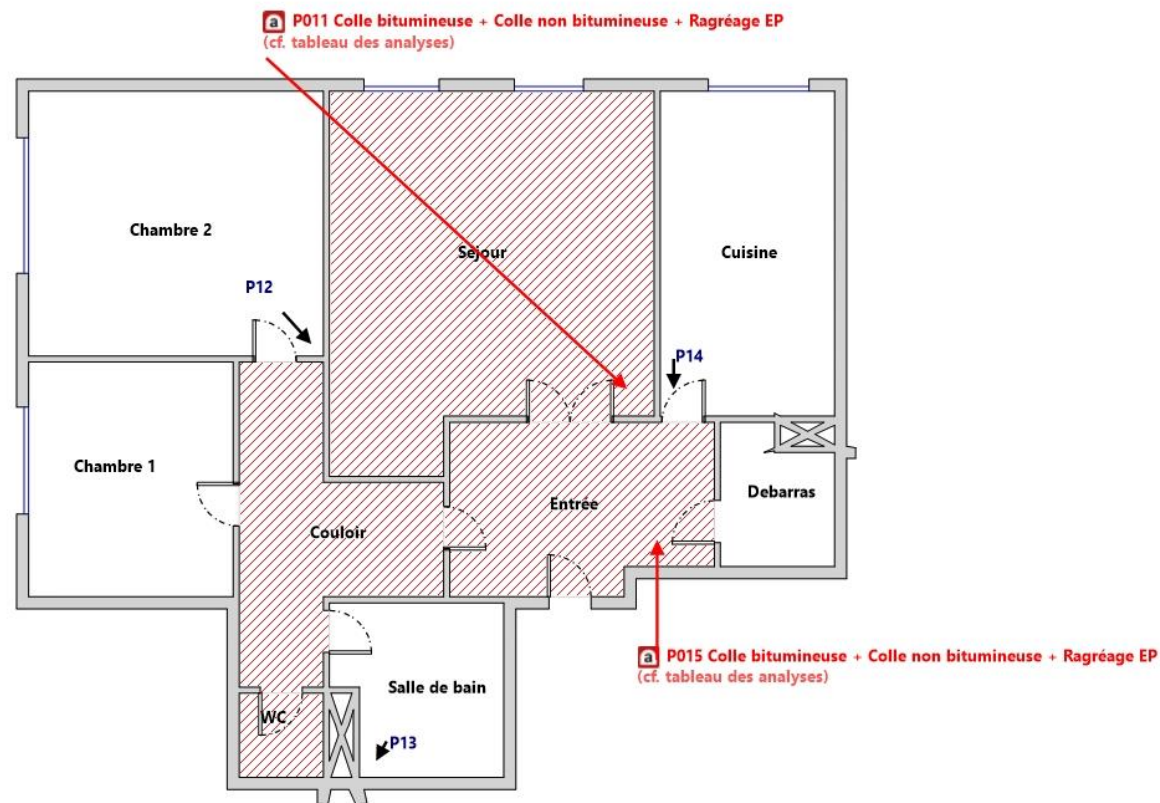 a P011 Colle bitumineuse + Colle non bitumineuse + Ragréage EP
(cf. tableau des analyses)
Chambre 2
Séjour
Cuisine
P12
P14
Chambre 1
Debarras
Entrée
Couloir
a P015 Colle bitumineuse + Colle non bitumineuse + Ragréage EP
(cf. tableau des analyses)
Salle de bain
WC
P13